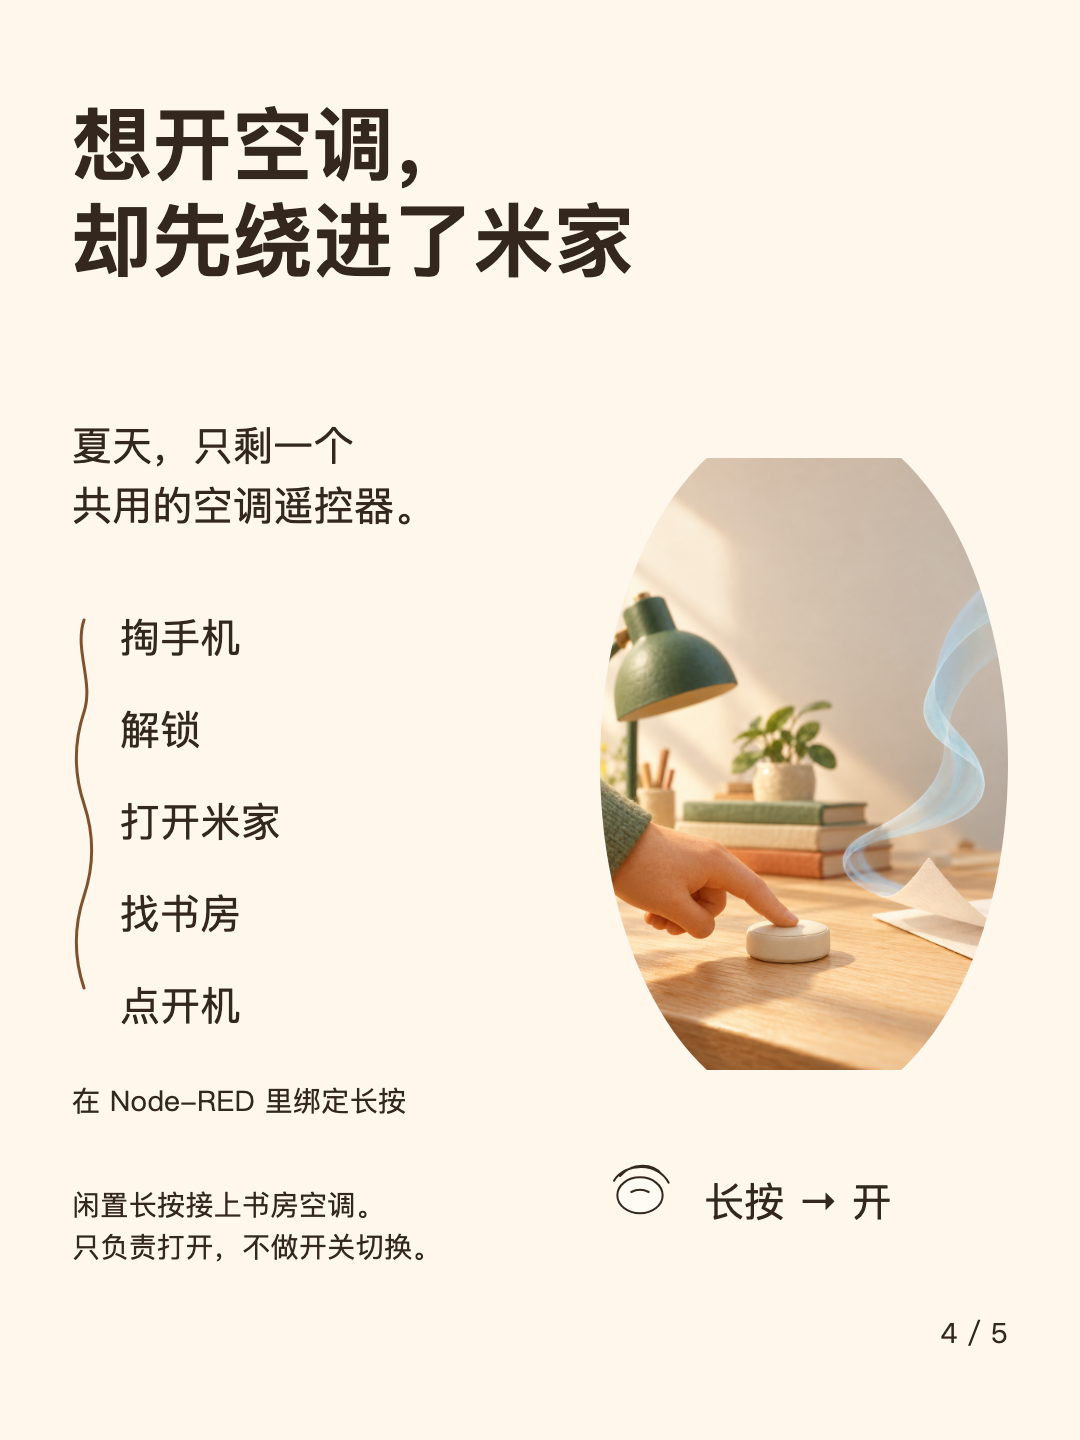 想开空调，
却先绕进了米家
夏天，只剩一个
共用的空调遥控器。
掏手机
解锁
打开米家
找书房
点开机
在 Node-RED 里绑定长按
闲置长按接上书房空调。
只负责打开，不做开关切换。
长按 → 开
4 / 5